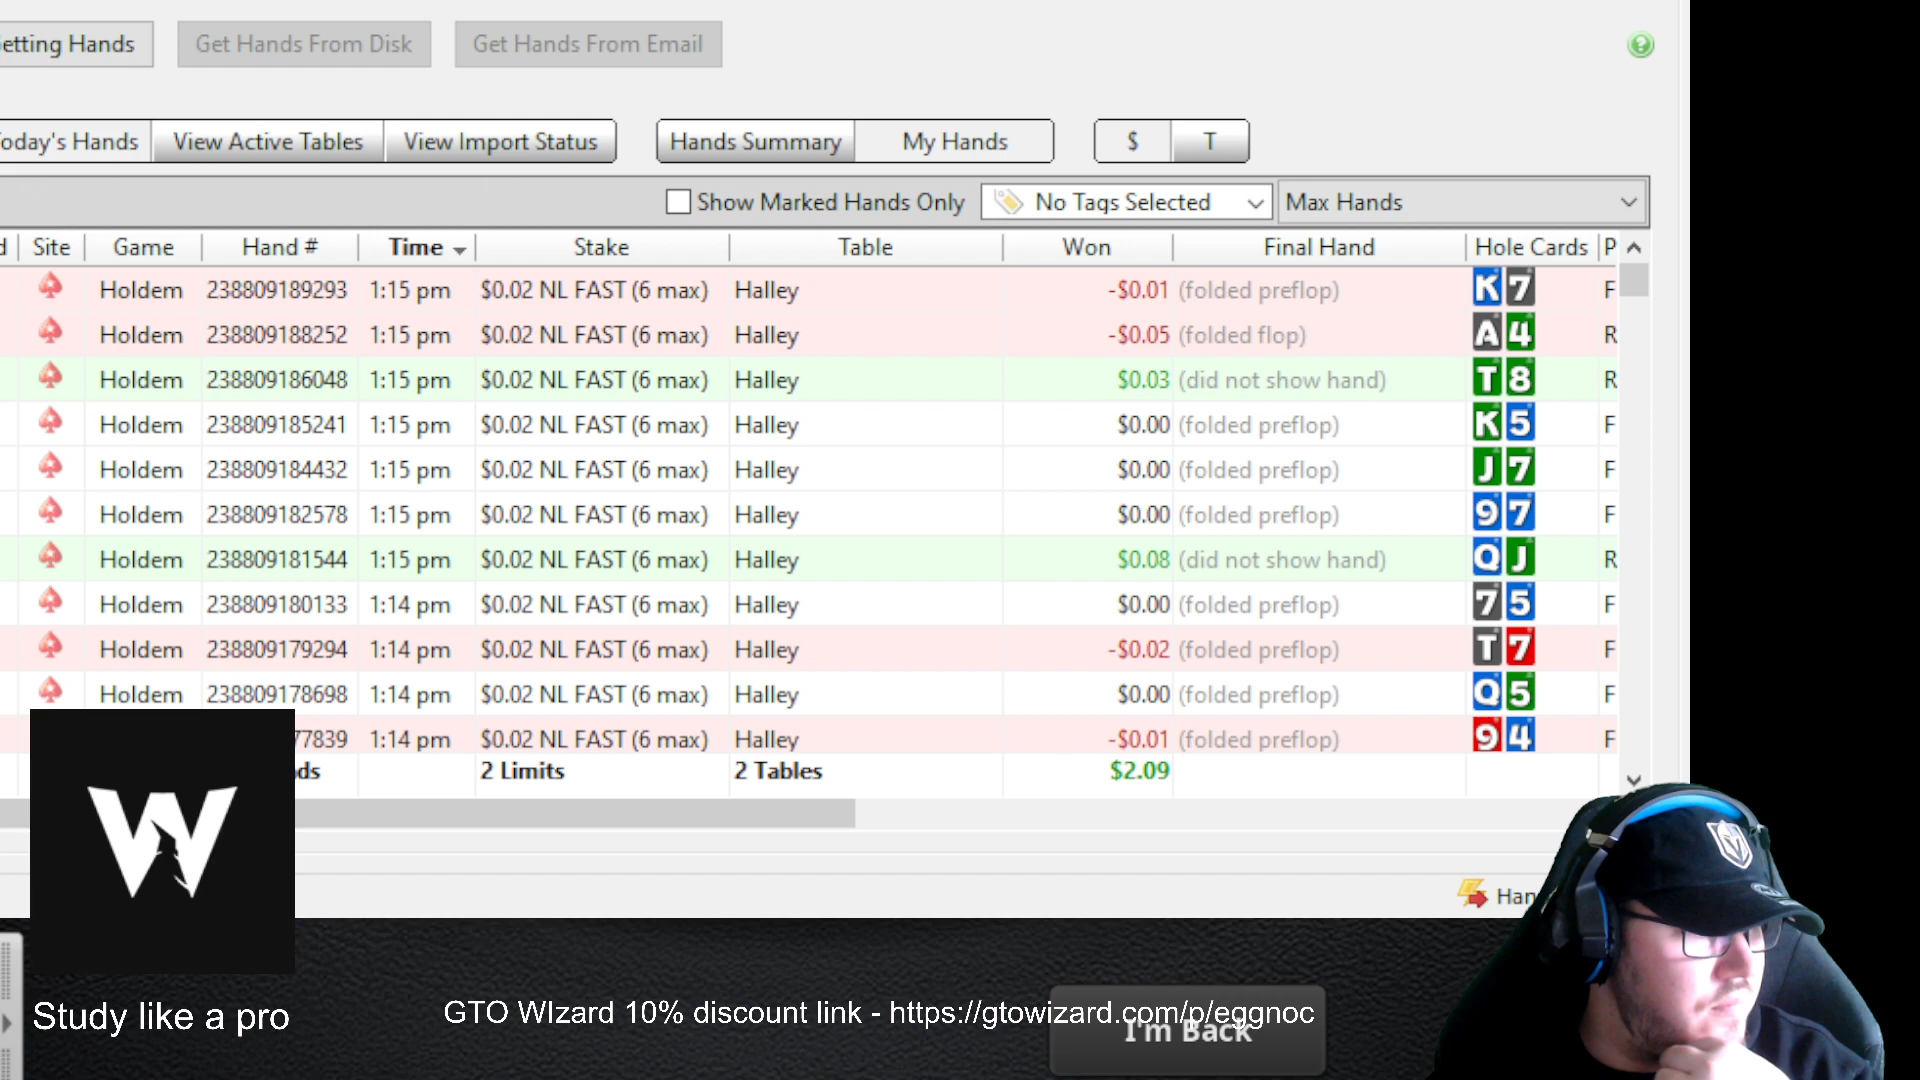 etting Hands Get Hands From Disk Get Hands From Email
oday's Hands View Active Tables View Import Status Hands Summary My Hands $ T
Show Marked Hands Only No Tags Selected Max Hands
d Site Game Hand # Time Stake Table Won Final Hand Hole Cards P
Holdem 238809189293 1:15 pm $0.02 NL FAST (6 max) Halley -$0.01 (folded preflop) K 7 F
Holdem 238809188252 1:15 pm $0.02 NL FAST (6 max) Halley -$0.05 (folded flop) A 4 R
Holdem 238809186048 1:15 pm $0.02 NL FAST (6 max) Halley $0.03 (did not show hand) T 8 R
Holdem 238809185241 1:15 pm $0.02 NL FAST (6 max) Halley $0.00 (folded preflop) K 5 F
Holdem 238809184432 1:15 pm $0.02 NL FAST (6 max) Halley $0.00 (folded preflop) J 7 F
Holdem 238809182578 1:15 pm $0.02 NL FAST (6 max) Halley $0.00 (folded preflop) 9 7 F
Holdem 238809181544 1:15 pm $0.02 NL FAST (6 max) Halley $0.08 (did not show hand) Q J R
Holdem 238809180133 1:14 pm $0.02 NL FAST (6 max) Halley $0.00 (folded preflop) 7 5 F
Holdem 238809179294 1:14 pm $0.02 NL FAST (6 max) Halley -$0.02 (folded preflop) T 7 F
Holdem 238809178698 1:14 pm $0.02 NL FAST (6 max) Halley $0.00 (folded preflop) Q 5 F
77839 1:14 pm $0.02 NL FAST (6 max) Halley -$0.01 (folded preflop) 9 4 F
ds 2 Limits 2 Tables $2.09
W
Han
Study like a pro
GTO WIzard 10% discount link - https://gtowizard.com/p/eggnoc
I'm Back